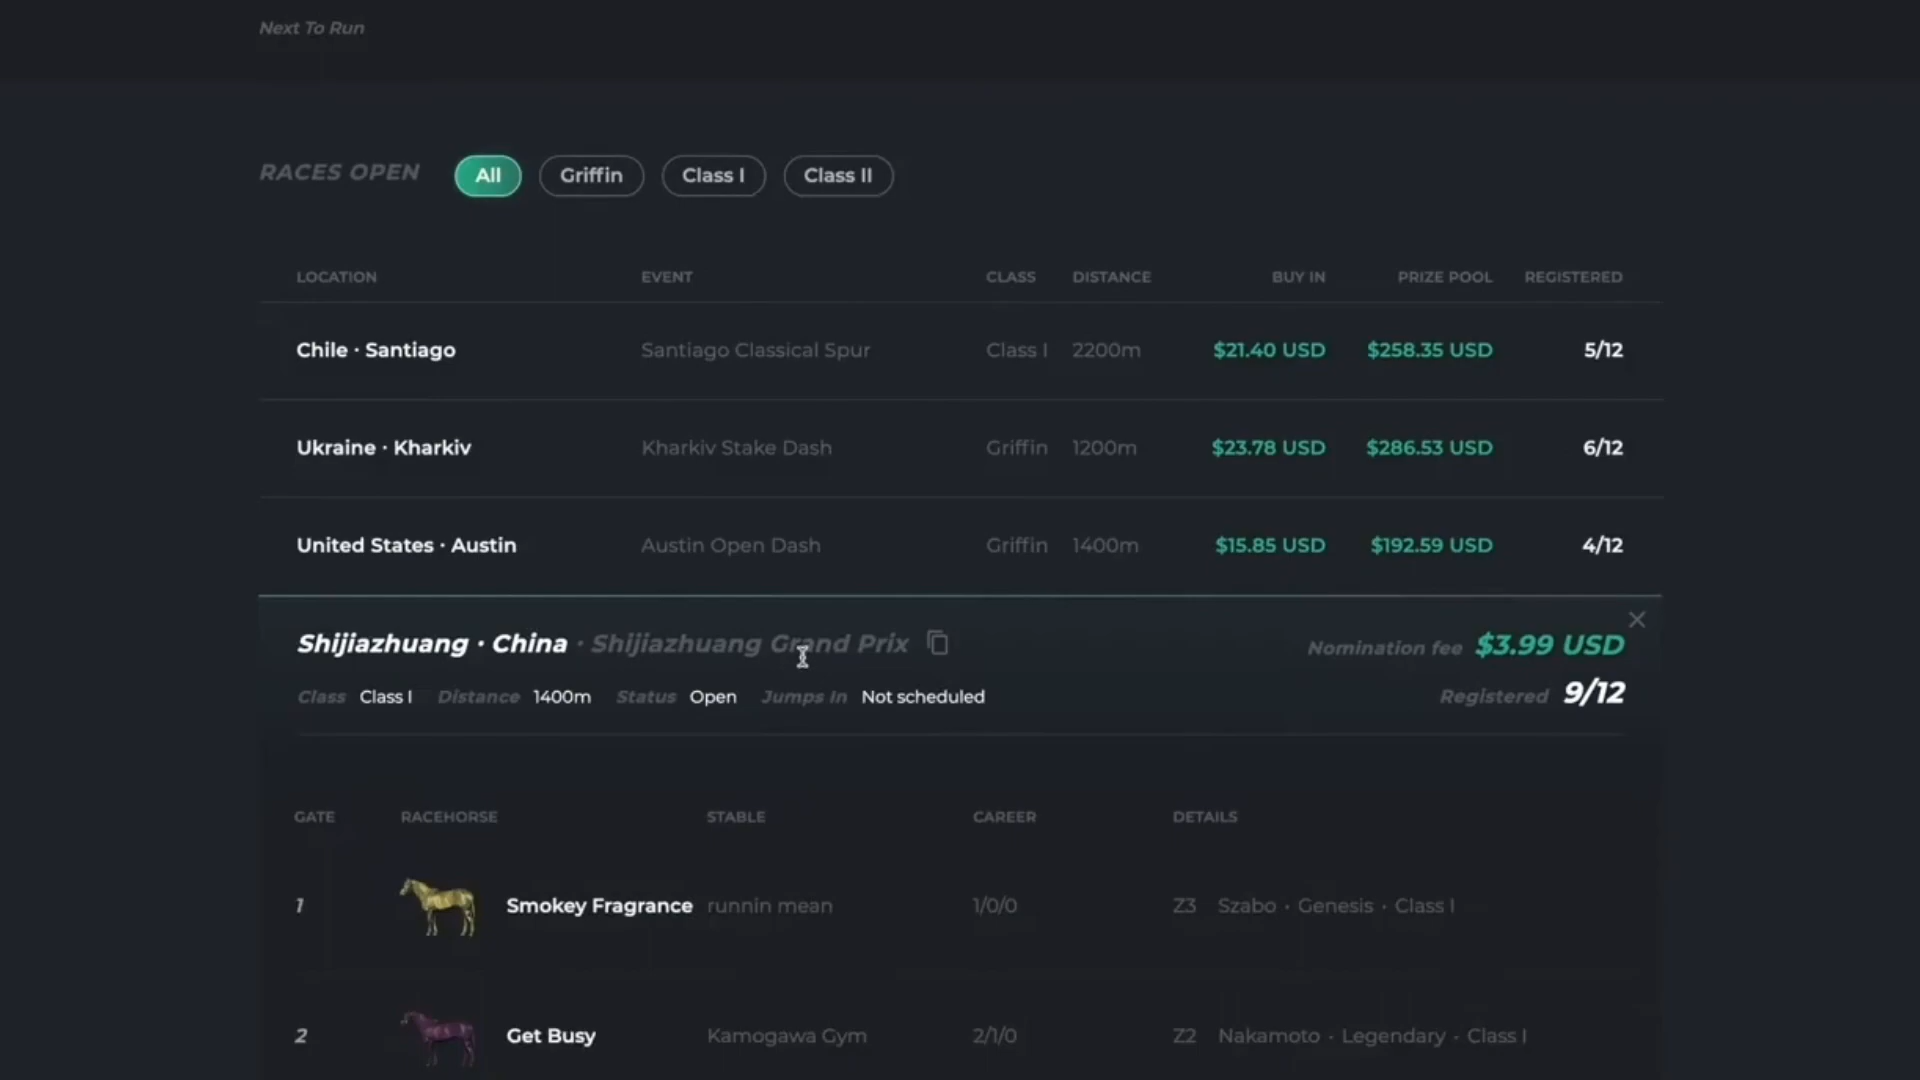 Next To Run
RACES OPEN All Griffin Class I Class II
LOCATION EVENT CLASS DISTANCE BUY IN PRIZE POOL REGISTERED
Chile · Santiago Santiago Classical Spur Class I 2200m $21.40 USD $258.35 USD 5/12
Ukraine · Kharkiv Kharkiv Stake Dash Griffin 1200m $23.78 USD $286.53 USD 6/12
United States · Austin Austin Open Dash Griffin 1400m $15.85 USD $192.59 USD 4/12
Shijiazhuang · China · Shijiazhuang Grand Prix Nomination fee $3.99 USD
Class Class I Distance 1400m Status Open Jumps In Not scheduled Registered 9/12
GATE RACEHORSE STABLE CAREER DETAILS
1 Smokey Fragrance runnin mean 1/0/0 Z3 Szabo · Genesis · Class I
2 Get Busy Kamogawa Gym 2/1/0 Z2 Nakamoto · Legendary · Class I